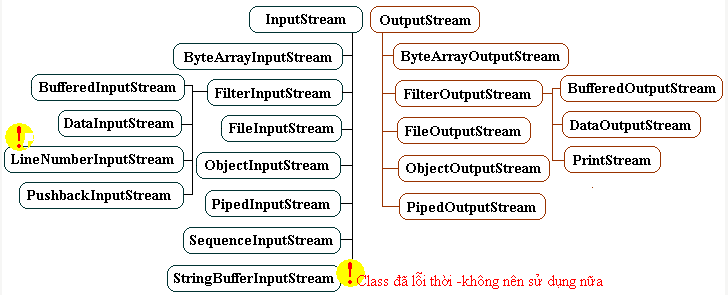 InputStream
OutputStream
ByteArrayInputStream
ByteArrayOutputStream
BufferedInputStream
FilterInputStream
FilterOutputStream
BufferedOutputStream
DataInputStream
FileInputStream
FileOutputStream
DataOutputStream
!
LineNumberInputStream
ObjectInputStream
ObjectOutputStream
PrintStream
PushbackInputStream
PipedInputStream
PipedOutputStream
SequenceInputStream
StringBufferInputStream
!
Class đã lỗi thời -không nên sử dụng nữa